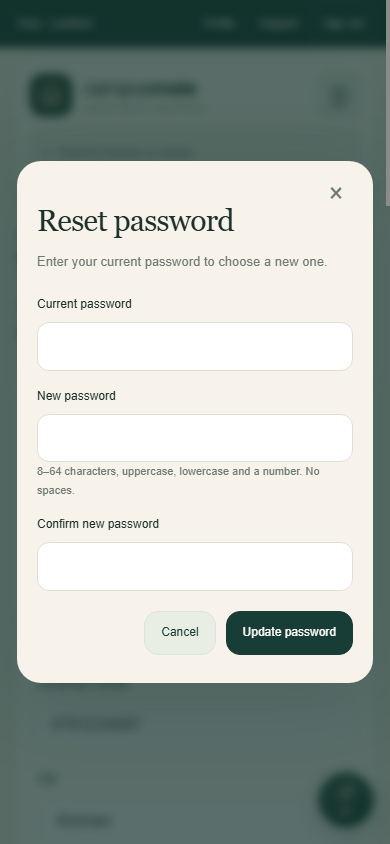 ×
Reset password
Enter your current password to choose a new one.
Current password
New password
8–64 characters, uppercase, lowercase and a number. No
spaces.
Confirm new password
Cancel
Update password